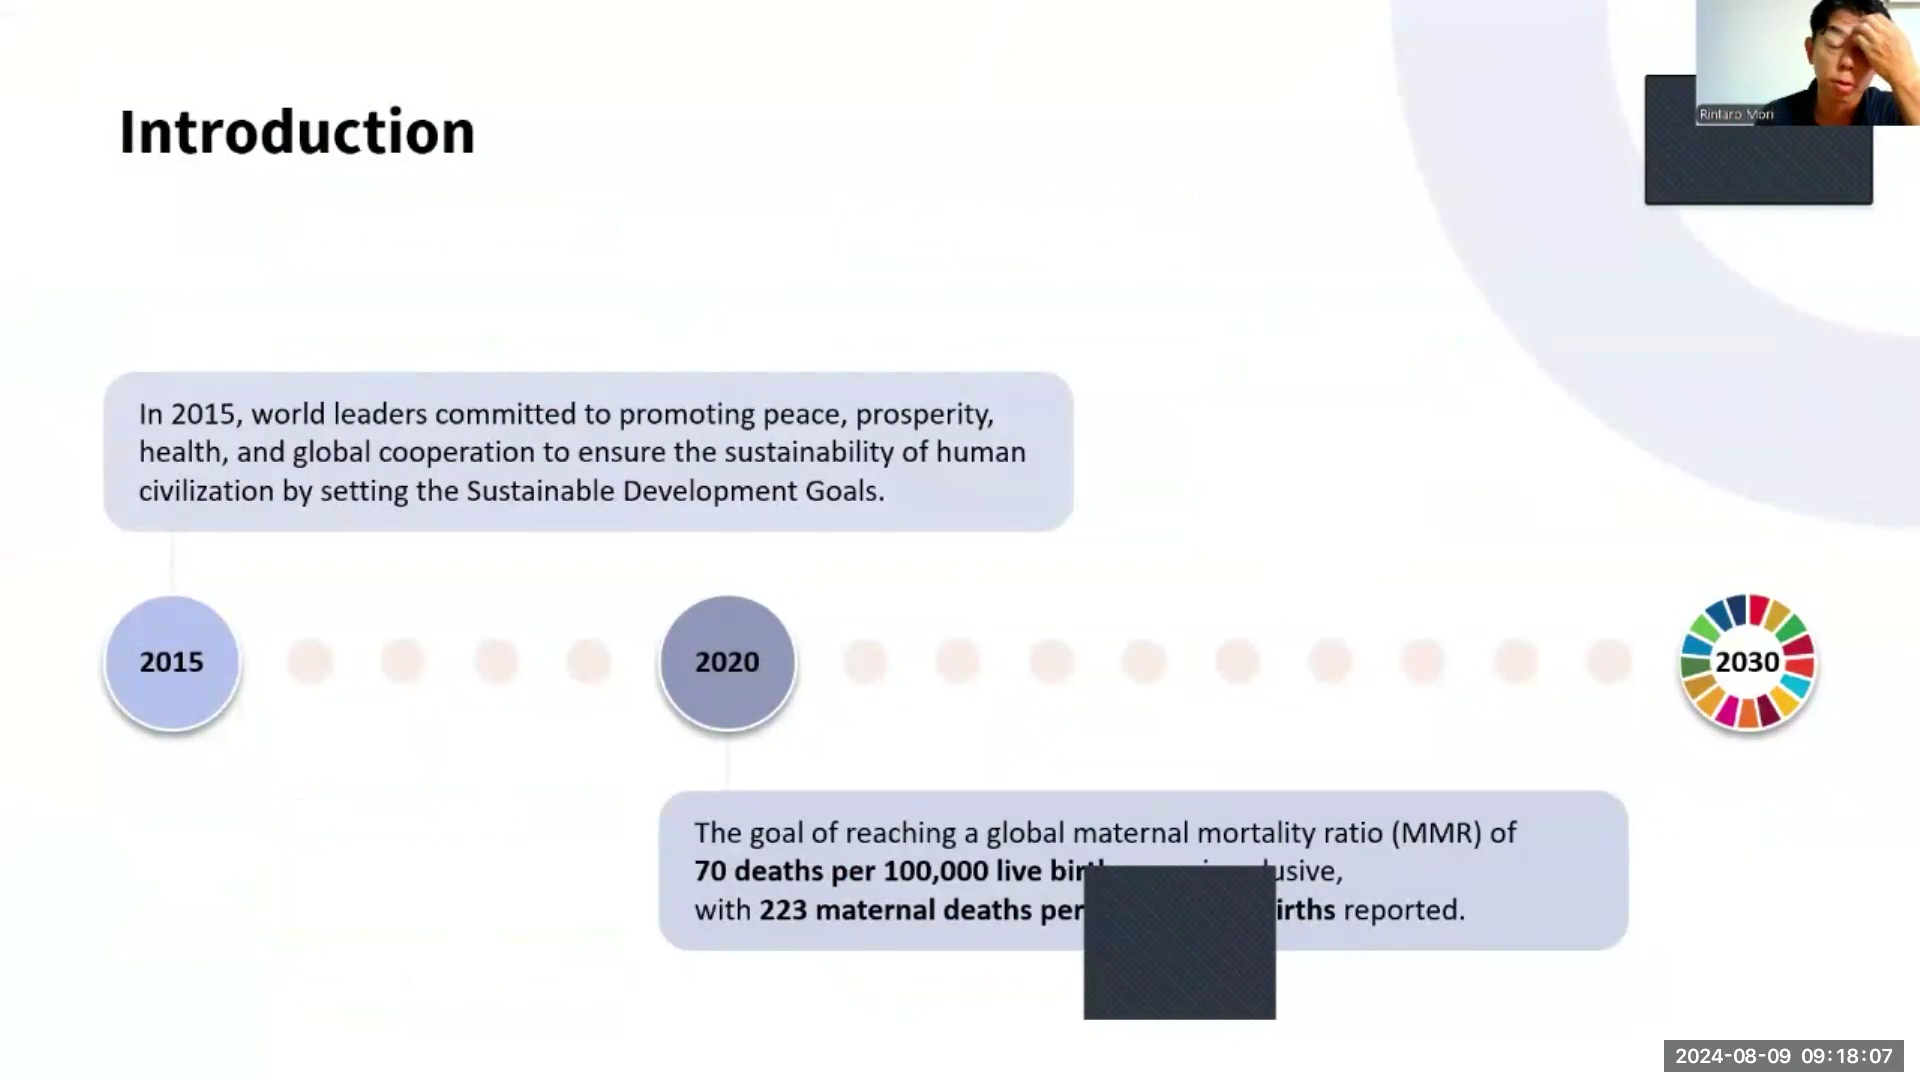 Introduction
Rintaro Mori
In 2015, world leaders committed to promoting peace, prosperity,
health, and global cooperation to ensure the sustainability of human
civilization by setting the Sustainable Development Goals.
2015
2020
2030
The goal of reaching a global maternal mortality ratio (MMR) of
70 deaths per 100,000 live
with 223 maternal deaths per reported.
2024-08-09 09:18:07